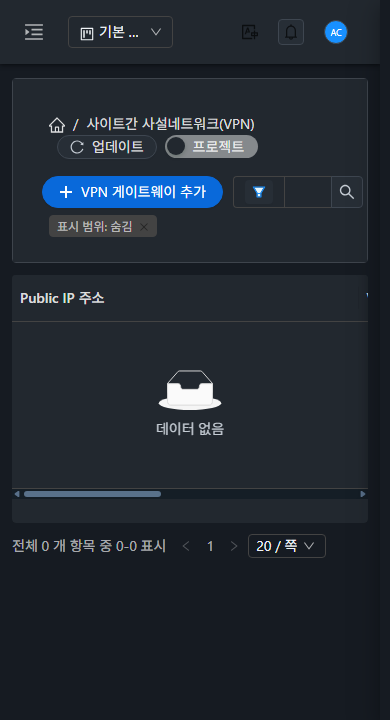 기본 ...
AC
/ 사이트간 사설네트워크(VPN)
업데이트 프로젝트
VPN 게이트웨이 추가
표시 범위: 숨김
Public IP 주소
데이터 없음
전체 0 개 항목 중 0-0 표시 1 20 / 쪽